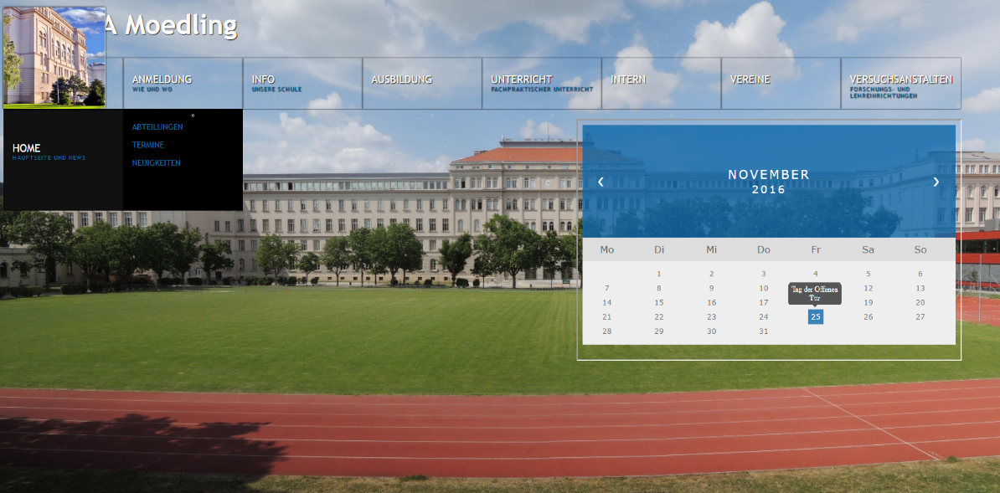 A Moedling
ANMELDUNG
WIE UND WO
INFO
UNSERE SCHULE
AUSBILDUNG
UNTERRICHT
FACHPRAKTISCHER UNTERRICHT
INTERN
VEREINE
VERSUCHSANSTALTEN
FORSCHUNGS- UND
LEHREINRICHTUNGEN
HOME
HAUPTSEITE UND NEWS
ABTEILUNGEN
TERMINE
NEUIGKEITEN
‹ NOVEMBER ›
2016
Mo Di Mi Do Fr Sa So
1 2 3 4 5 6
7 8 9 10 12 13
Tag der Offenen
Tür
14 15 16 17 19 20
21 22 23 24 25 26 27
28 29 30 31